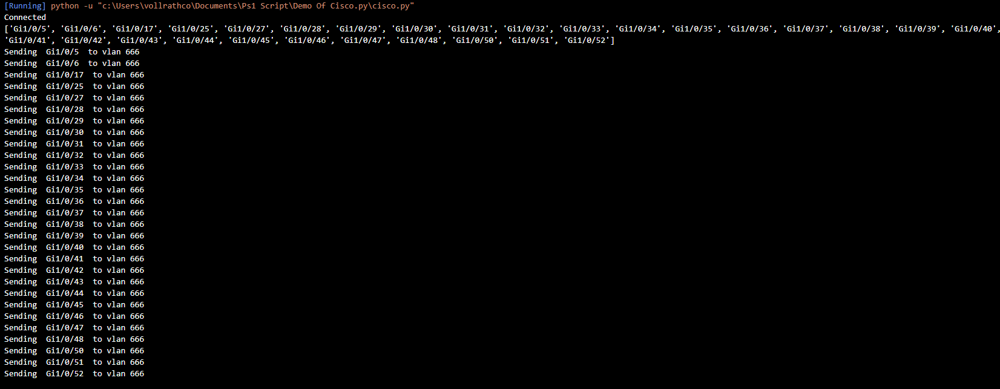 [Running] python -u "c:\Users\vollrathco\Documents\Ps1 Script\Demo Of Cisco.py\cisco.py"
Connected
['Gi1/0/5', 'Gi1/0/6', 'Gi1/0/17', 'Gi1/0/25', 'Gi1/0/27', 'Gi1/0/28', 'Gi1/0/29', 'Gi1/0/30', 'Gi1/0/31', 'Gi1/0/32', 'Gi1/0/33', 'Gi1/0/34', 'Gi1/0/35', 'Gi1/0/36', 'Gi1/0/37', 'Gi1/0/38', 'Gi1/0/39', 'Gi1/0/40',
'Gi1/0/41', 'Gi1/0/42', 'Gi1/0/43', 'Gi1/0/44', 'Gi1/0/45', 'Gi1/0/46', 'Gi1/0/47', 'Gi1/0/48', 'Gi1/0/50', 'Gi1/0/51', 'Gi1/0/52']
Sending  Gi1/0/5  to vlan 666
Sending  Gi1/0/6  to vlan 666
Sending  Gi1/0/17  to vlan 666
Sending  Gi1/0/25  to vlan 666
Sending  Gi1/0/27  to vlan 666
Sending  Gi1/0/28  to vlan 666
Sending  Gi1/0/29  to vlan 666
Sending  Gi1/0/30  to vlan 666
Sending  Gi1/0/31  to vlan 666
Sending  Gi1/0/32  to vlan 666
Sending  Gi1/0/33  to vlan 666
Sending  Gi1/0/34  to vlan 666
Sending  Gi1/0/35  to vlan 666
Sending  Gi1/0/36  to vlan 666
Sending  Gi1/0/37  to vlan 666
Sending  Gi1/0/38  to vlan 666
Sending  Gi1/0/39  to vlan 666
Sending  Gi1/0/40  to vlan 666
Sending  Gi1/0/41  to vlan 666
Sending  Gi1/0/42  to vlan 666
Sending  Gi1/0/43  to vlan 666
Sending  Gi1/0/44  to vlan 666
Sending  Gi1/0/45  to vlan 666
Sending  Gi1/0/46  to vlan 666
Sending  Gi1/0/47  to vlan 666
Sending  Gi1/0/48  to vlan 666
Sending  Gi1/0/50  to vlan 666
Sending  Gi1/0/51  to vlan 666
Sending  Gi1/0/52  to vlan 666